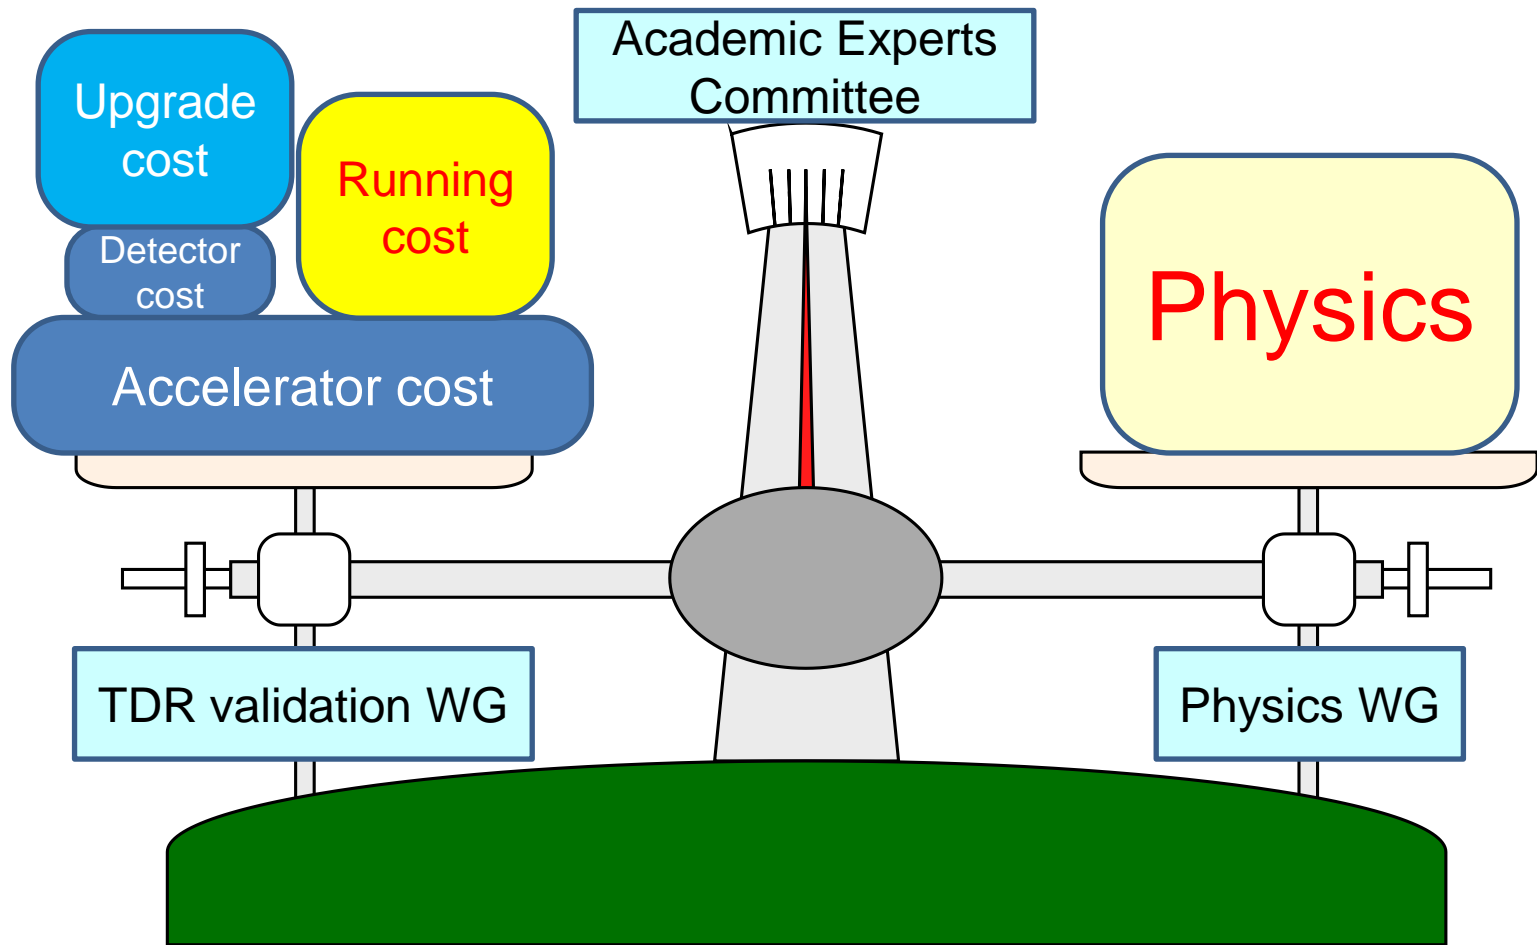 Academic Experts
Committee
Upgrade
cost
Running
cost
Detector
cost
Accelerator cost
Physics
TDR validation WG
Physics WG